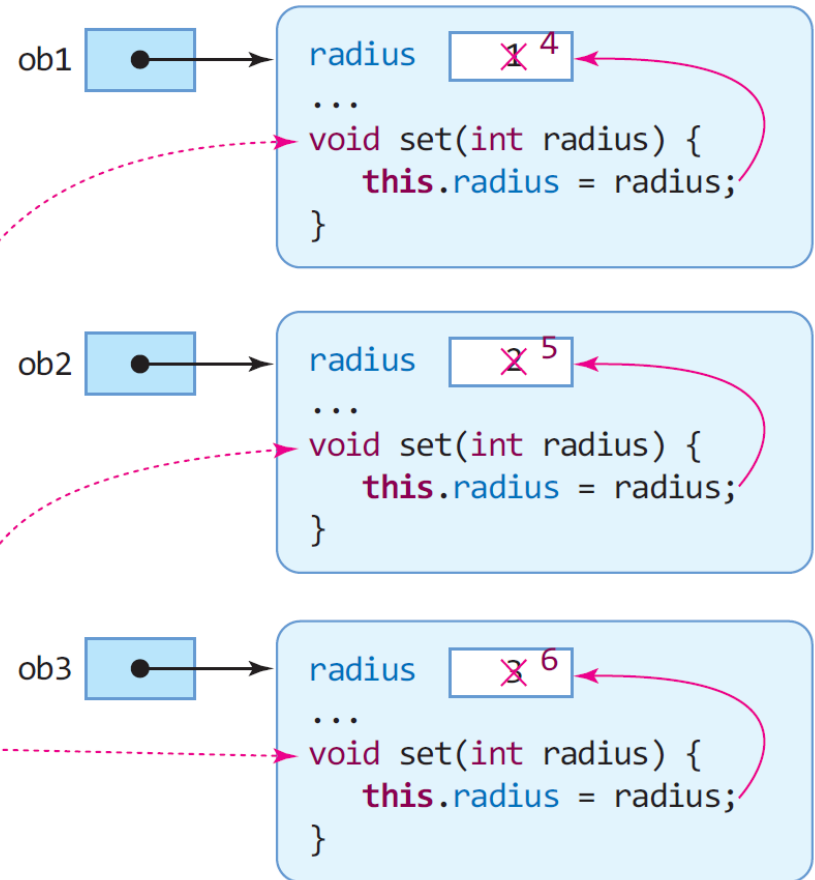 ob1
radius 1 4
...
void set(int radius) {
this.radius = radius;
}
ob2
radius 2 5
...
void set(int radius) {
this.radius = radius;
}
ob3
radius 3 6
...
void set(int radius) {
this.radius = radius;
}